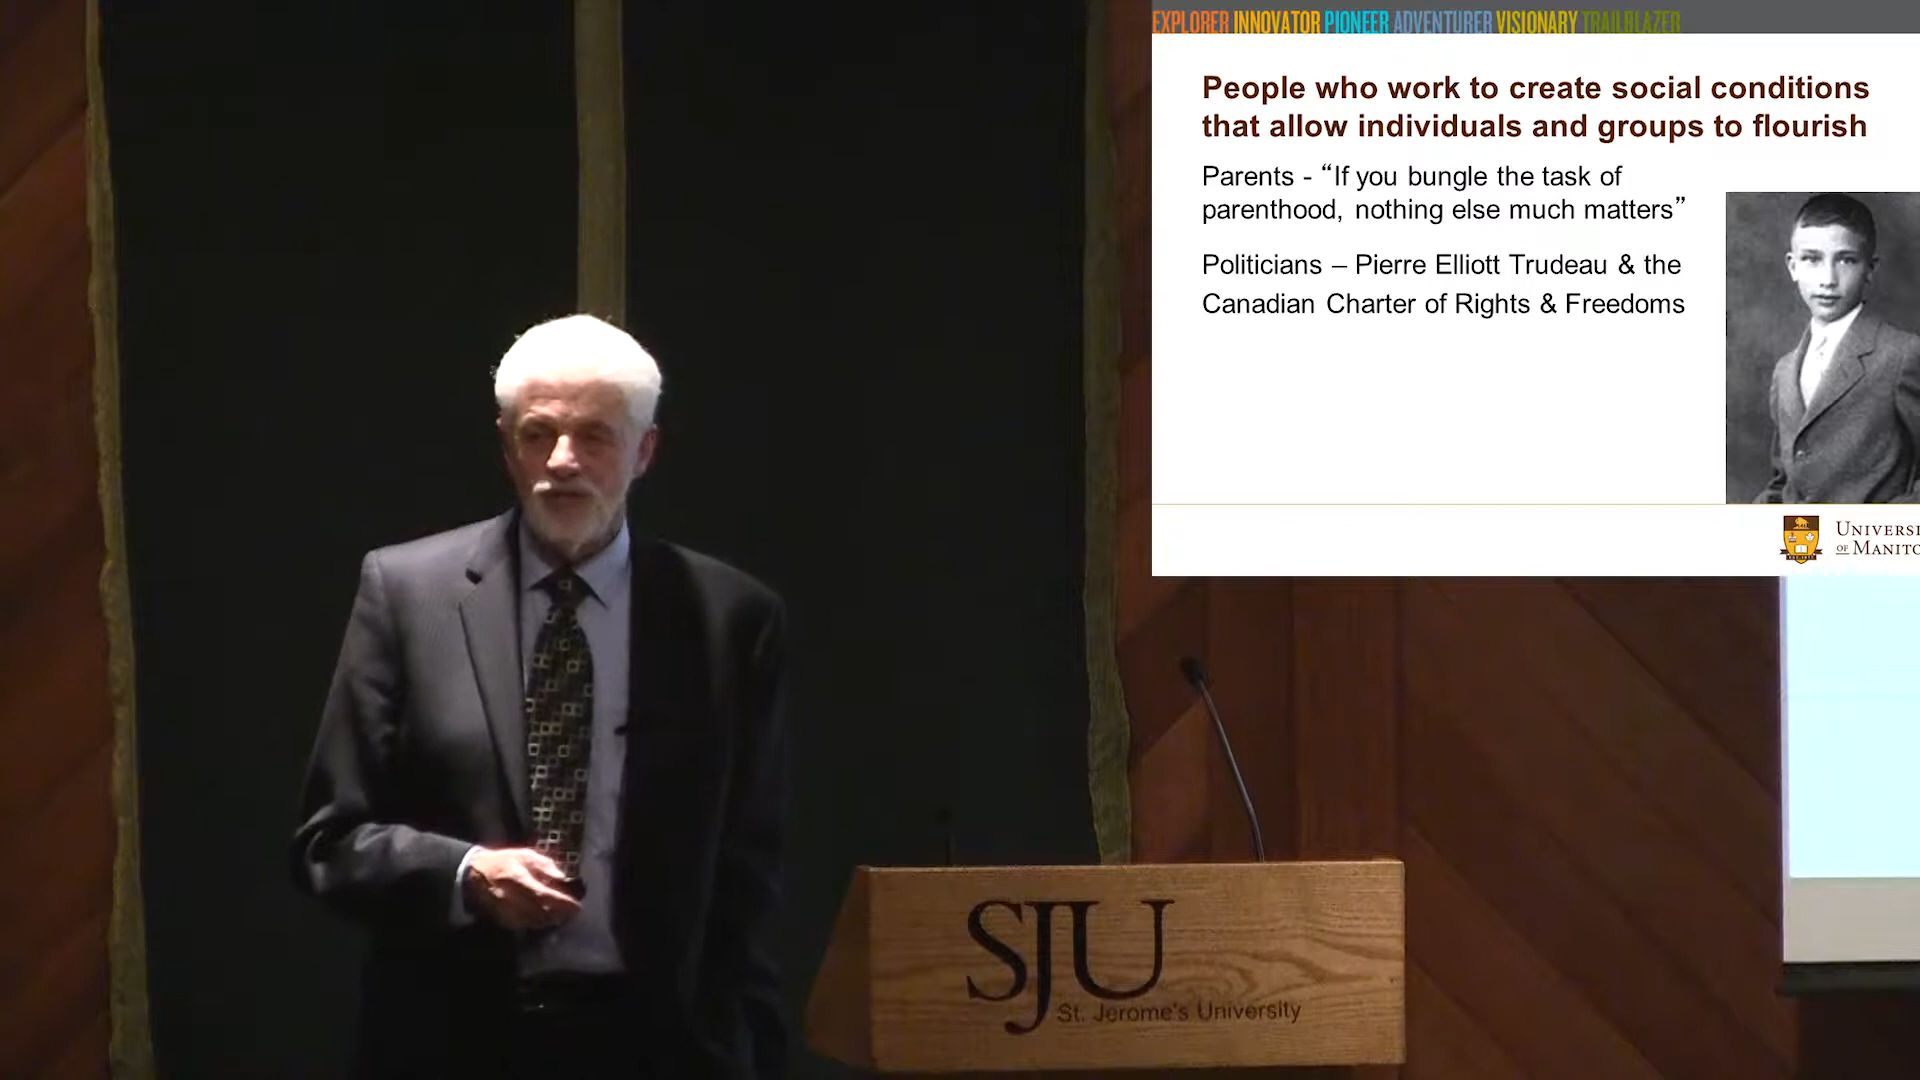 EXPLORER INNOVATOR PIONEER ADVENTURER VISIONARY TRAILBLAZER
People who work to create social conditions
that allow individuals and groups to flourish
Parents - “If you bungle the task of
parenthood, nothing else much matters”
Politicians – Pierre Elliott Trudeau & the
Canadian Charter of Rights & Freedoms
UNIVERSI
OF MANITO
SJU
St. Jerome's University